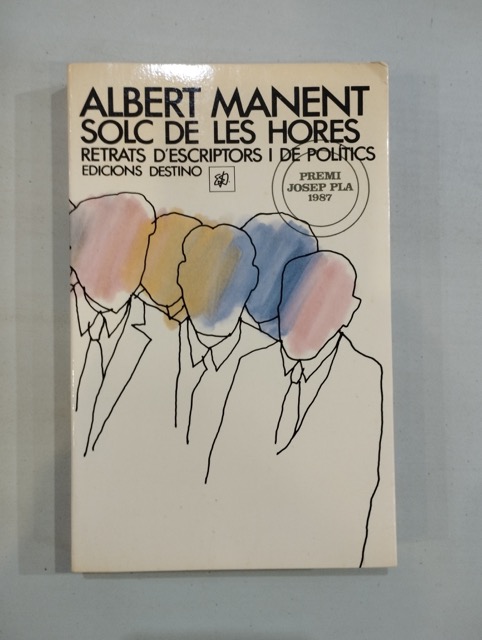 ALBERT MANENT
SOLC DE LES HORES
RETRATS D'ESCRIPTORS I DE POLÍTICS
EDICIONS DESTINO
PREMI
JOSEP PLA
1987